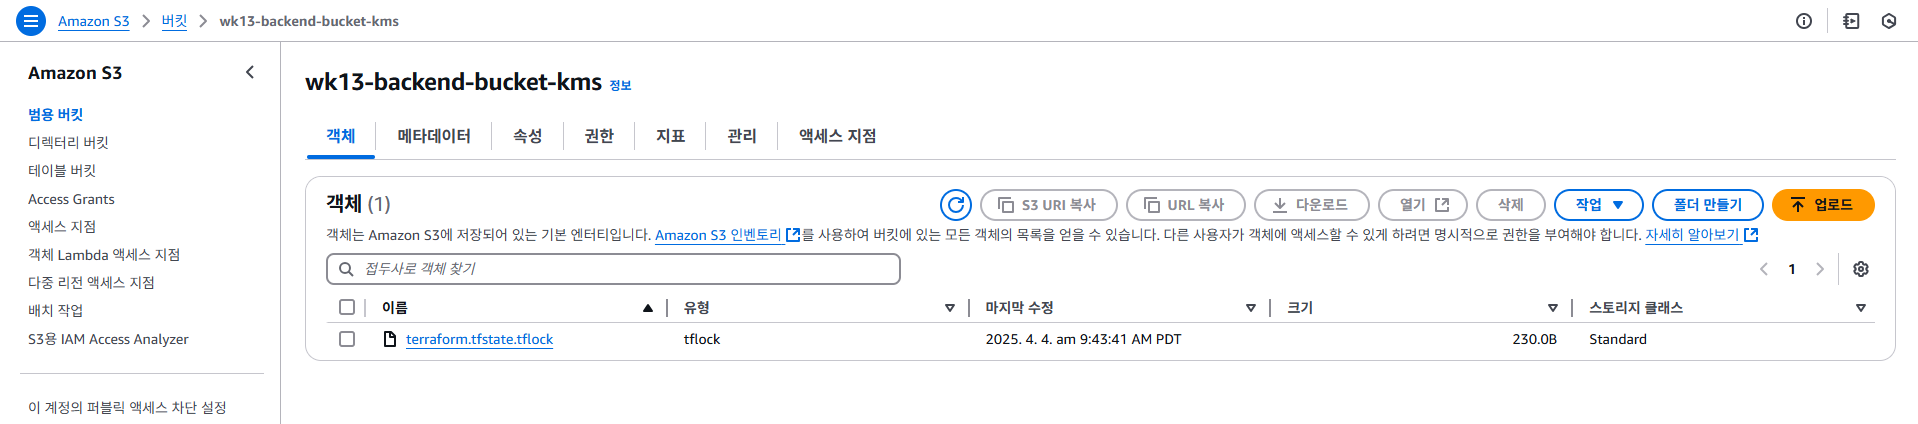 Amazon S3 > 버킷 > wk13-backend-bucket-kms
Amazon S3
범용 버킷
디렉터리 버킷
테이블 버킷
Access Grants
액세스 지점
객체 Lambda 액세스 지점
다중 리전 액세스 지점
배치 작업
S3용 IAM Access Analyzer
이 계정의 퍼블릭 액세스 차단 설정
wk13-backend-bucket-kms 정보
객체 메타데이터 속성 권한 지표 관리 액세스 지점
객체 (1) S3 URI 복사 URL 복사 다운로드 열기 삭제 작업 폴더 만들기 업로드
객체는 Amazon S3에 저장되어 있는 기본 엔터티입니다. Amazon S3 인벤토리를 사용하여 버킷에 있는 모든 객체의 목록을 얻을 수 있습니다. 다른 사용자가 객체에 액세스할 수 있게 하려면 명시적으로 권한을 부여해야 합니다. 자세히 알아보기
접두사로 객체 찾기 1
이름 유형 마지막 수정 크기 스토리지 클래스
terraform.tfstate.tflock tflock 2025. 4. 4. am 9:43:41 AM PDT 230.0B Standard